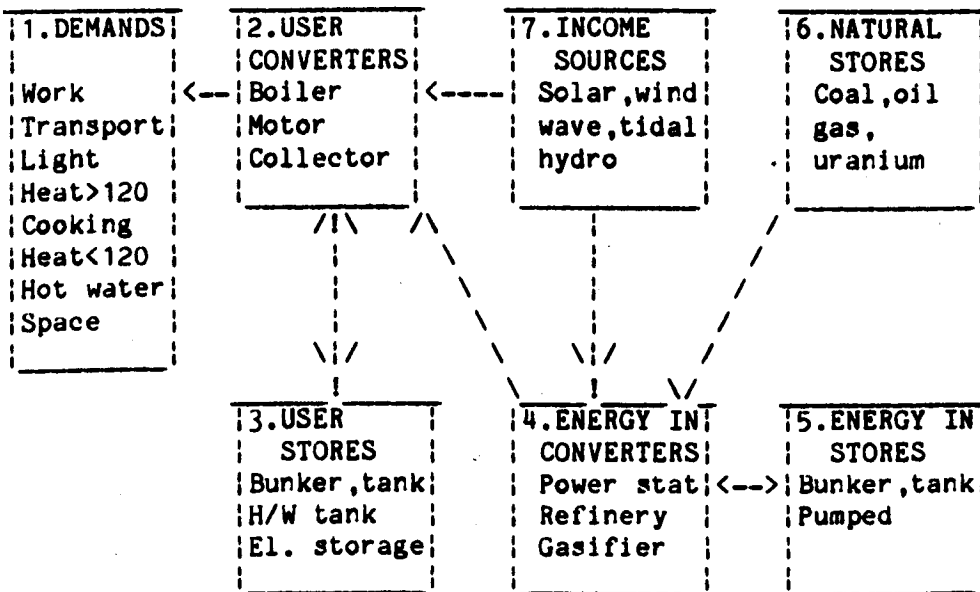 1.DEMANDS
Work
Transport
Light
Heat>120
Cooking
Heat<120
Hot water
Space
2.USER
CONVERTERS
Boiler
Motor
Collector
7.INCOME
SOURCES
Solar,wind
wave,tidal
hydro
6.NATURAL
STORES
Coal,oil
gas,
uranium
3.USER
STORES
Bunker,tank
H/W tank
El. storage
4.ENERGY IN
CONVERTERS
Power stat
Refinery
Gasifier
5.ENERGY IN
STORES
Bunker,tank
Pumped